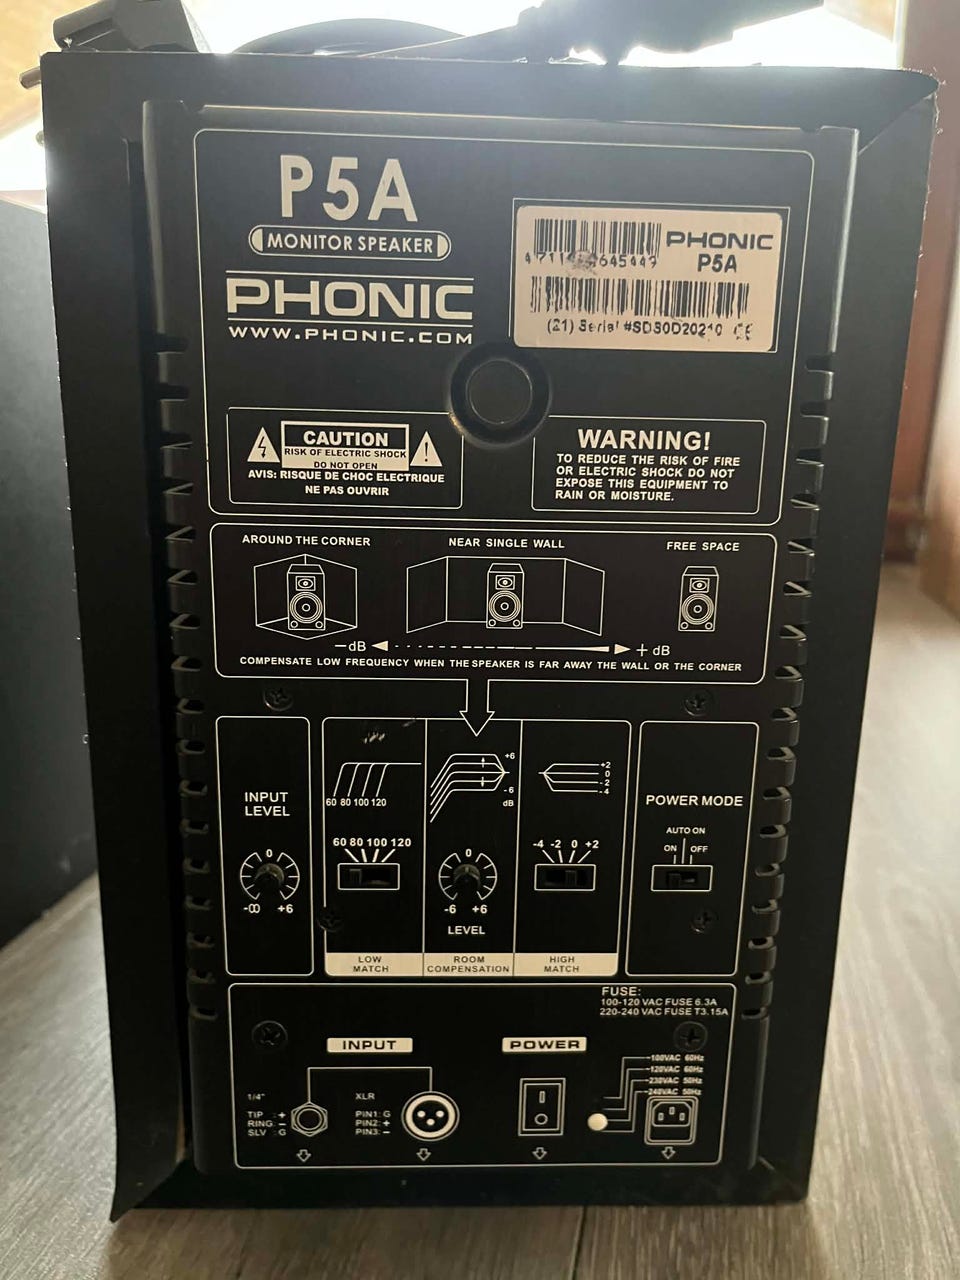 P5A
MONITOR SPEAKER
PHONIC
WWW.PHONIC.COM
PHONIC
P5A
645449
(21) Serial #SDS0D20210 CE
CAUTION
RISK OF ELECTRIC SHOCK
DO NOT OPEN
AVIS: RISQUE DE CHOC ELECTRIQUE
NE PAS OUVRIR
WARNING!
TO REDUCE THE RISK OF FIRE
OR ELECTRIC SHOCK DO NOT
EXPOSE THIS EQUIPMENT TO
RAIN OR MOISTURE.
AROUND THE CORNER
NEAR SINGLE WALL
FREE SPACE
−dB + dB
COMPENSATE LOW FREQUENCY WHEN THE SPEAKER IS FAR AWAY THE WALL OR THE CORNER
INPUT
LEVEL
0
-∞ +6
60 80 100 120
60 80 100 120
LOW
MATCH
+6
-6
dB
0
-6 +6
LEVEL
ROOM
COMPENSATION
+2
0
-2
-4
-4 -2 0 +2
HIGH
MATCH
POWER MODE
AUTO ON
ON OFF
FUSE:
100-120 VAC FUSE 6.3A
220-240 VAC FUSE T3.15A
INPUT
POWER
1/4"
TIP : +
RING: −
SLV : G
XLR
PIN1: G
PIN2: +
PIN3: −
100VAC 60Hz
120VAC 60Hz
230VAC 50Hz
240VAC 50Hz